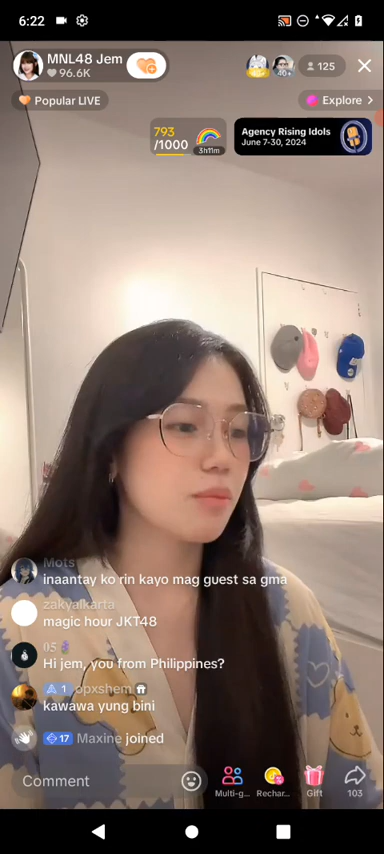 6:22
MNL48 Jem
96.6K
40+
125
Popular LIVE
Explore >
793
/1000
3h11m
Agency Rising Idols
June 7-30, 2024
Mots
inaantay ko rin kayo mag guest sa gma
zakyalkarta
magic hour JKT48
05
Hi jem, you from Philippines?
1 opxshem
kawawa yung bini
17 Maxine joined
Comment
Multi-g...
Rechar...
Gift
103